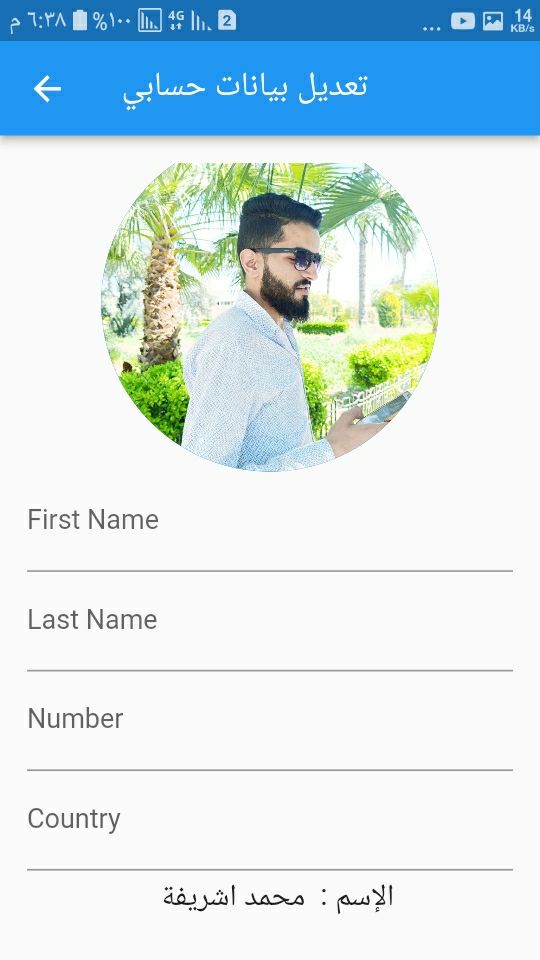 م ٦:٣٨ %١٠٠ 4G 2 ... 14 KB/s
تعديل بيانات حسابي
First Name
Last Name
Number
Country
الإسم : محمد اشريفة